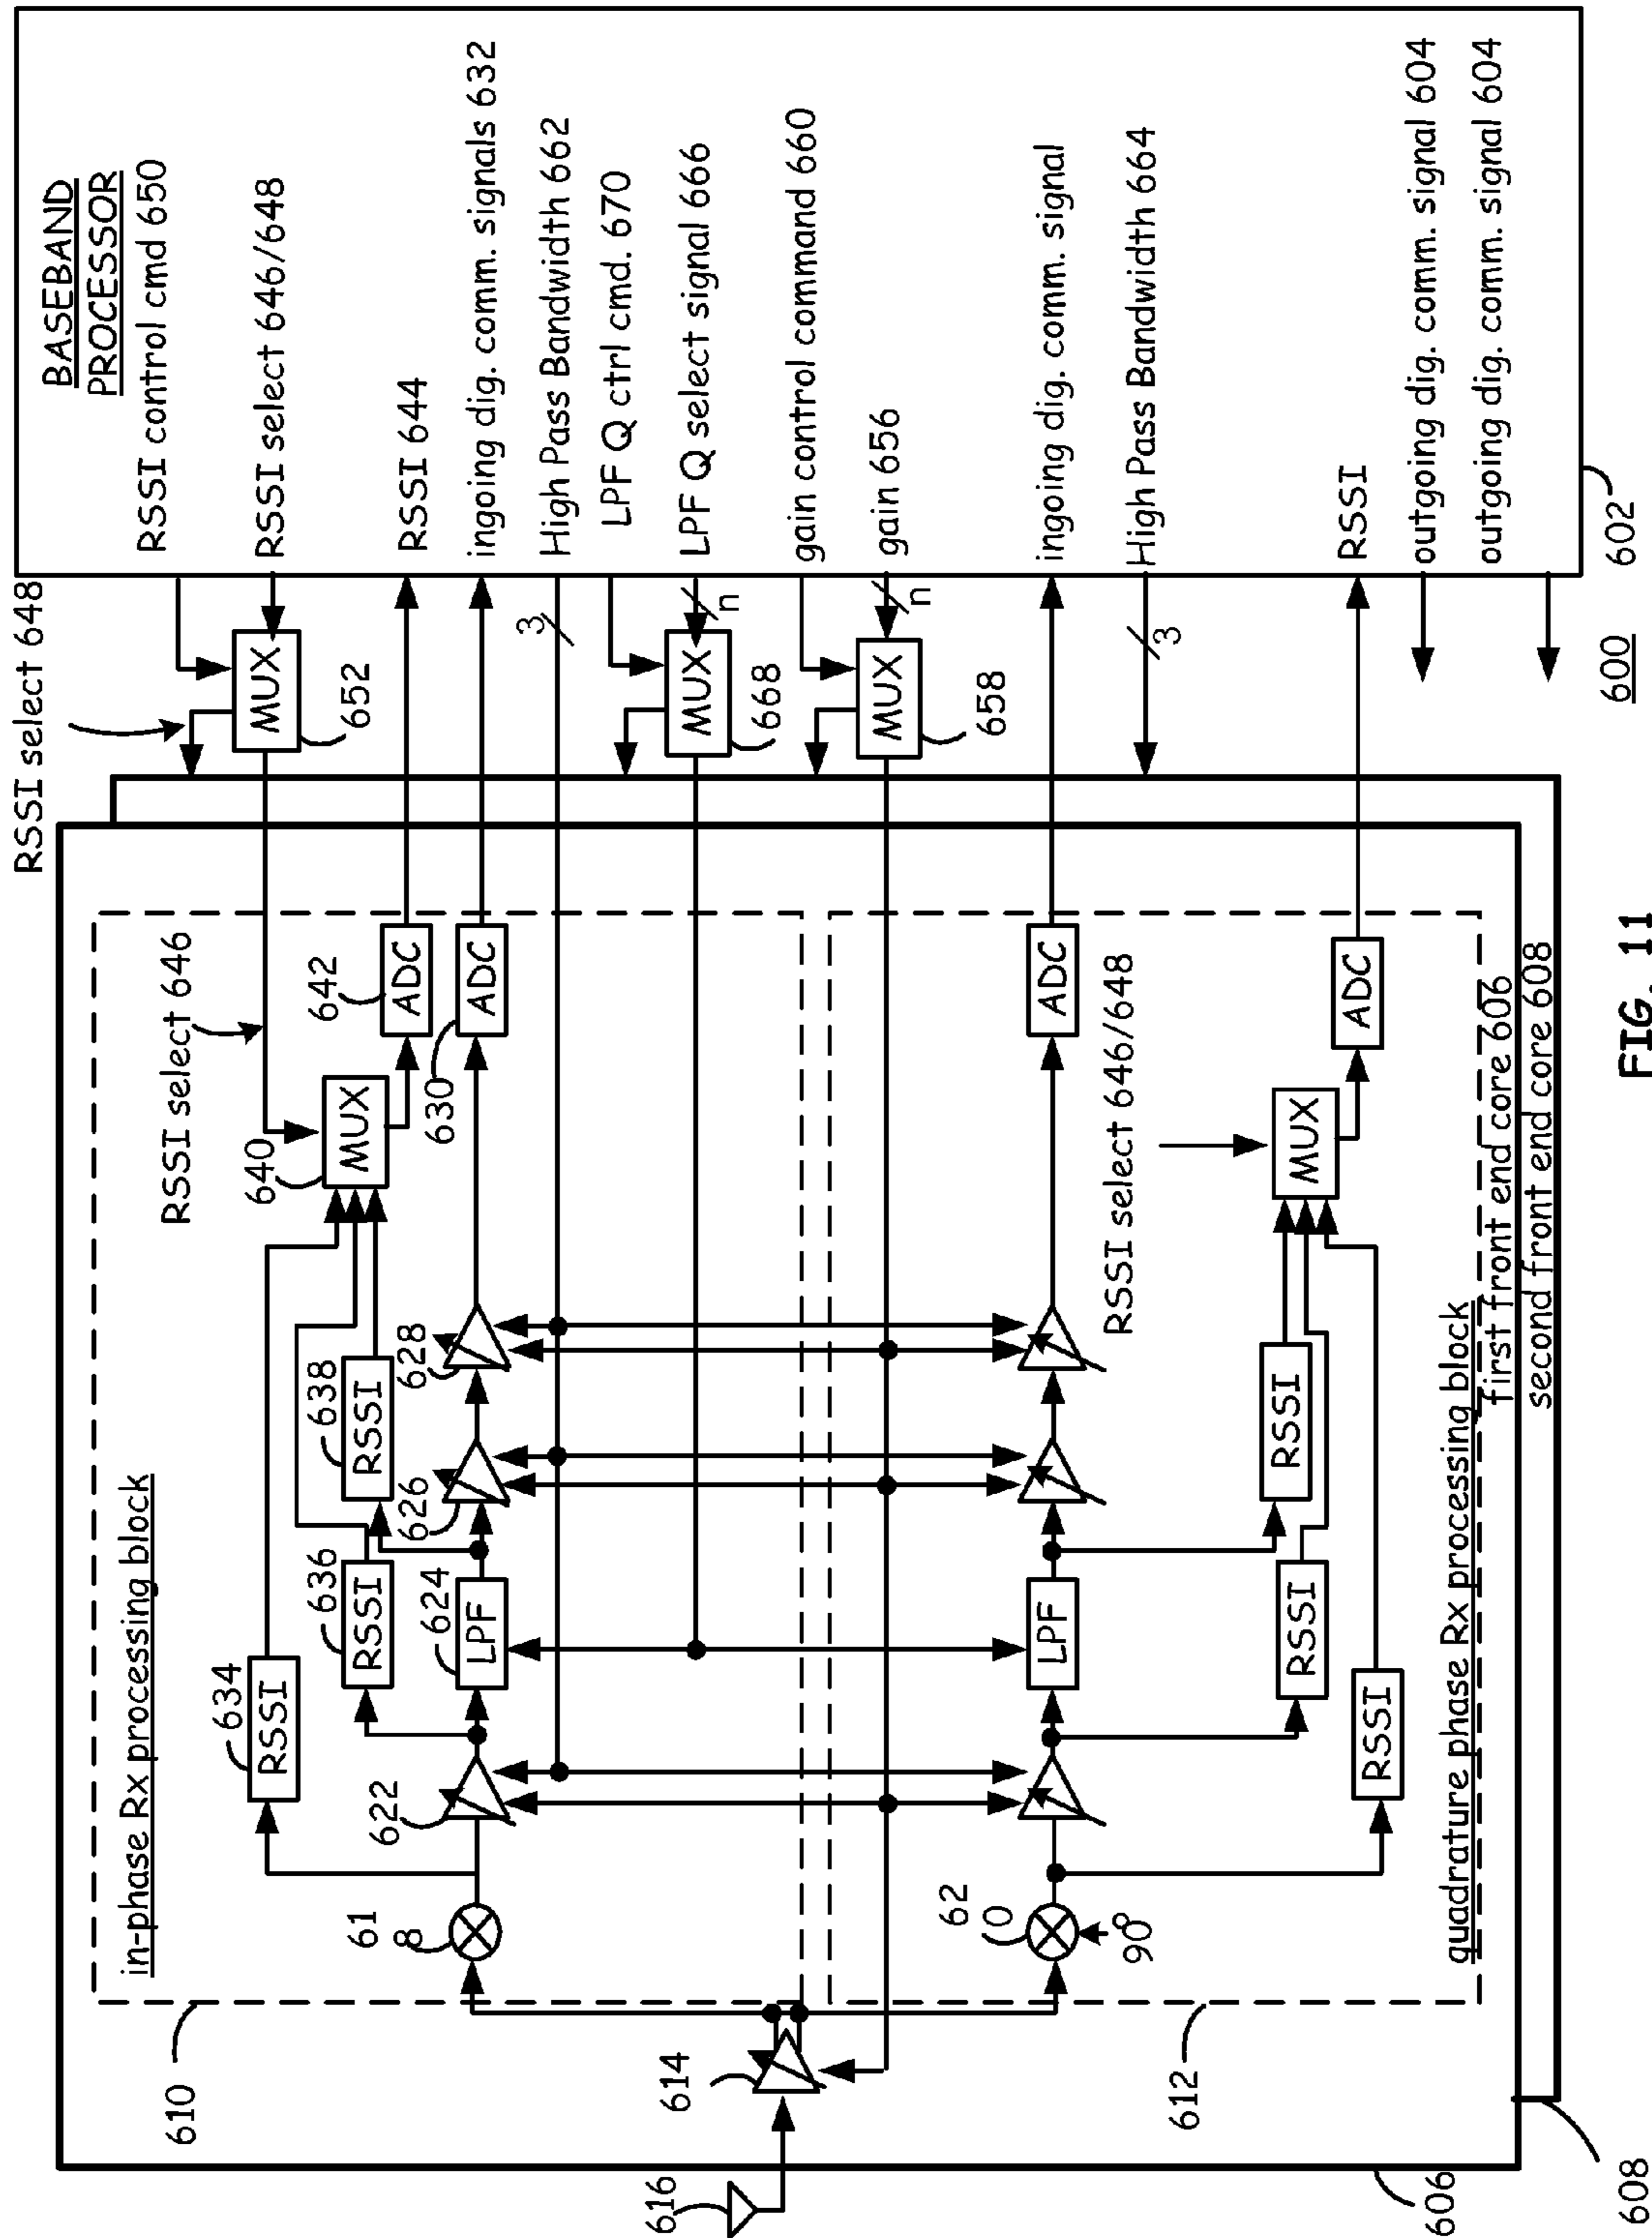 BASEBAND
PROCESSOR
RSSI control cmd 650
RSSI select 646/648
RSSI 644
ingoing dig. comm. signals 632
High Pass Bandwidth 662
LPF Q ctrl cmd. 670
LPF Q select signal 666
gain control command 660
gain 656
ingoing dig. comm. signal
High Pass Bandwidth 664
RSSI
outgoing dig. comm. signal 604
outgoing dig. comm. signal 604
602
600
RSSI select 648
MUX
652
3
n
MUX
668
n
MUX
658
3
RSSI select 646
642
ADC
ADC
630
640
MUX
634
RSSI
636
RSSI
638
RSSI
in-phase Rx processing block
61
8
622
624
LPF
626
628
610
614
616
62
0
90°
LPF
ADC
RSSI select 646/648
MUX
ADC
RSSI
RSSI
RSSI
quadrature phase Rx processing block
612
first front end core 606
second front end core 608
606
608
FIG. 11